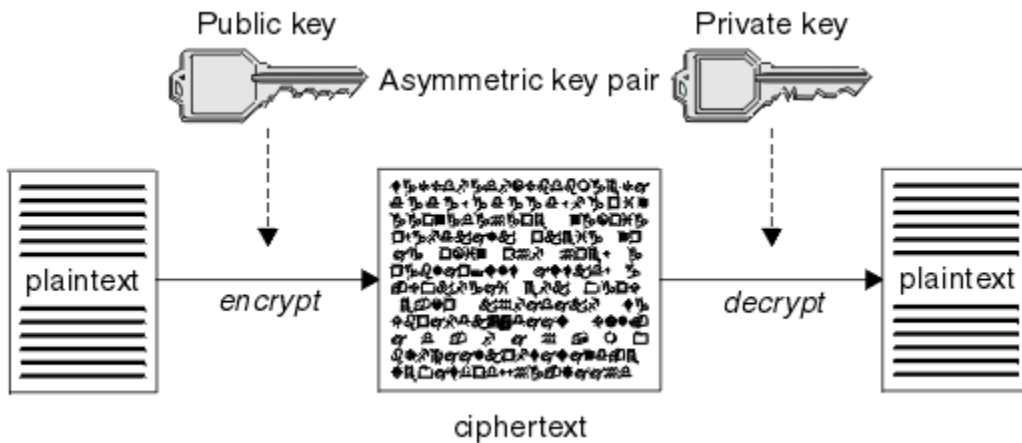 Public key
Private key
Asymmetric key pair
plaintext
encrypt
decrypt
plaintext
ciphertext